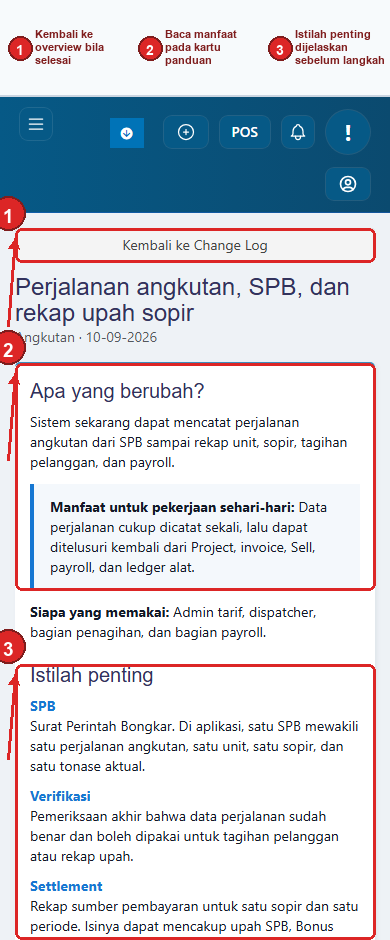 1 Kembali ke
overview bila
selesai
2 Baca manfaat
pada kartu
panduan
3 Istilah penting
dijelaskan
sebelum langkah
POS
!
1
Kembali ke Change Log
Perjalanan angkutan, SPB, dan
rekap upah sopir
Angkutan · 10-09-2026
2
Apa yang berubah?
Sistem sekarang dapat mencatat perjalanan
angkutan dari SPB sampai rekap unit, sopir, tagihan
pelanggan, dan payroll.
Manfaat untuk pekerjaan sehari-hari: Data
perjalanan cukup dicatat sekali, lalu dapat
ditelusuri kembali dari Project, invoice, Sell,
payroll, dan ledger alat.
Siapa yang memakai: Admin tarif, dispatcher,
bagian penagihan, dan bagian payroll.
3
Istilah penting
SPB
Surat Perintah Bongkar. Di aplikasi, satu SPB mewakili
satu perjalanan angkutan, satu unit, satu sopir, dan
satu tonase aktual.
Verifikasi
Pemeriksaan akhir bahwa data perjalanan sudah
benar dan boleh dipakai untuk tagihan pelanggan
atau rekap upah.
Settlement
Rekap sumber pembayaran untuk satu sopir dan satu
periode. Isinya dapat mencakup upah SPB, Bonus